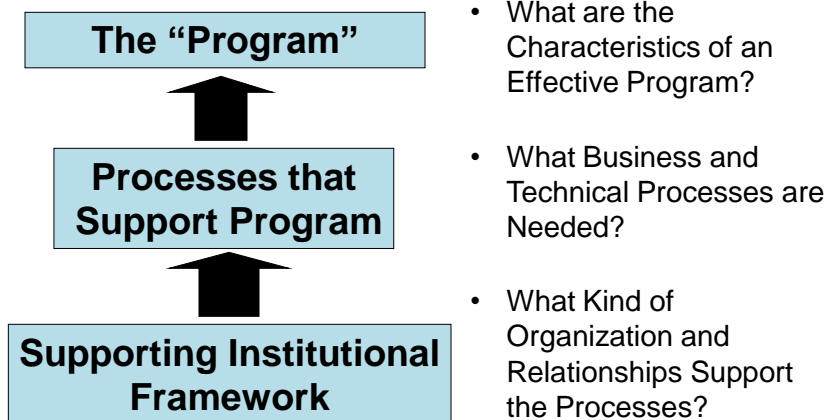 The “Program”
• What are the
Characteristics of an
Effective Program?
Processes that
Support Program
• What Business and
Technical Processes are
Needed?
Supporting Institutional
Framework
• What Kind of
Organization and
Relationships Support
the Processes?